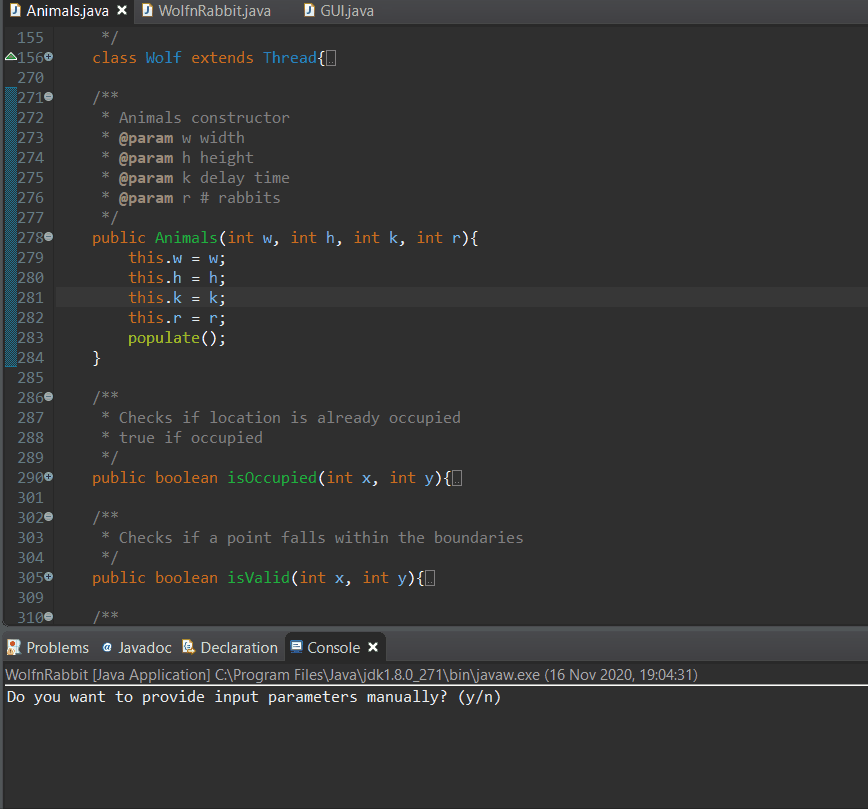 Animals.java WolfnRabbit.java GUI.java
155 */
156 class Wolf extends Thread{
270
271 /**
272 * Animals constructor
273 * @param w width
274 * @param h height
275 * @param k delay time
276 * @param r # rabbits
277 */
278 public Animals(int w, int h, int k, int r){
279 this.w = w;
280 this.h = h;
281 this.k = k;
282 this.r = r;
283 populate();
284 }
285
286 /**
287 * Checks if location is already occupied
288 * true if occupied
289 */
290 public boolean isOccupied(int x, int y){
301
302 /**
303 * Checks if a point falls within the boundaries
304 */
305 public boolean isValid(int x, int y){
309
310 /**
Problems @ Javadoc Declaration Console
WolfnRabbit [Java Application] C:\Program Files\Java\jdk1.8.0_271\bin\javaw.exe (16 Nov 2020, 19:04:31)
Do you want to provide input parameters manually? (y/n)